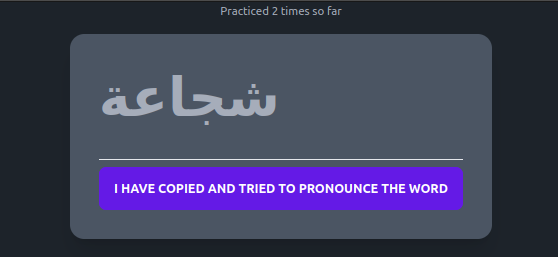 Practiced 2 times so far
شجاعة
I HAVE COPIED AND TRIED TO PRONOUNCE THE WORD